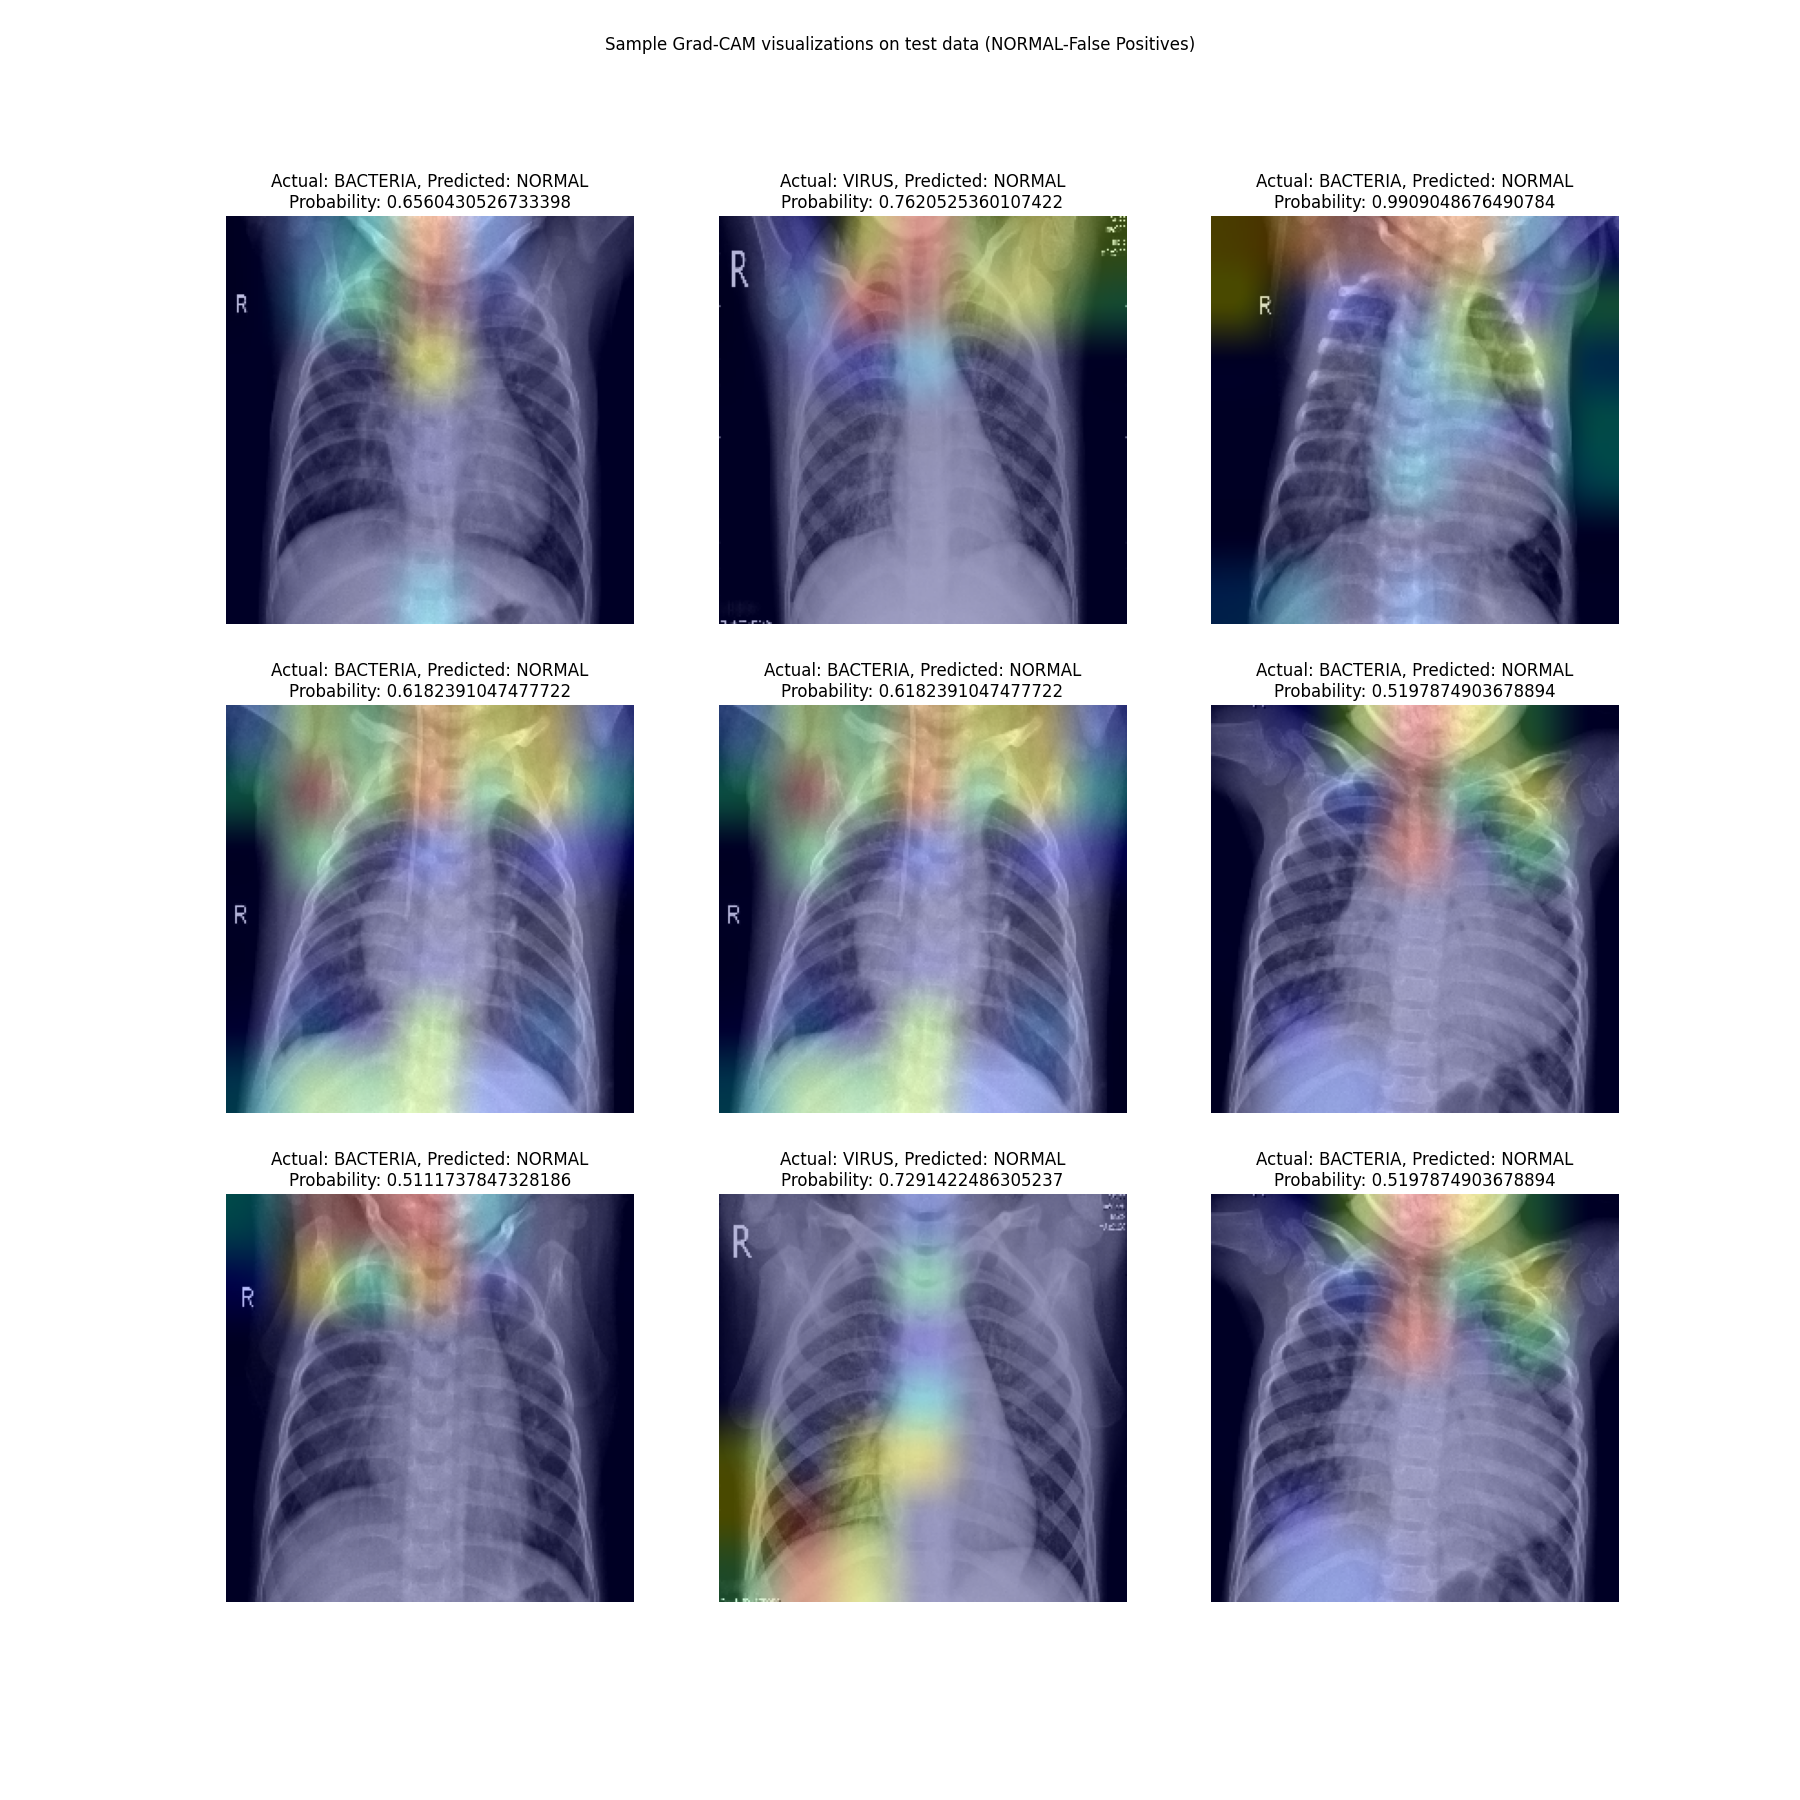 Sample Grad-CAM visualizations on test data (NORMAL-False Positives)
Actual: BACTERIA, Predicted: NORMAL
Probability: 0.6560430526733398
Actual: VIRUS, Predicted: NORMAL
Probability: 0.7620525360107422
Actual: BACTERIA, Predicted: NORMAL
Probability: 0.9909048676490784
R
R
R
Actual: BACTERIA, Predicted: NORMAL
Probability: 0.6182391047477722
Actual: BACTERIA, Predicted: NORMAL
Probability: 0.6182391047477722
Actual: BACTERIA, Predicted: NORMAL
Probability: 0.5197874903678894
R
R
Actual: BACTERIA, Predicted: NORMAL
Probability: 0.5111737847328186
Actual: VIRUS, Predicted: NORMAL
Probability: 0.7291422486305237
Actual: BACTERIA, Predicted: NORMAL
Probability: 0.5197874903678894
R
R